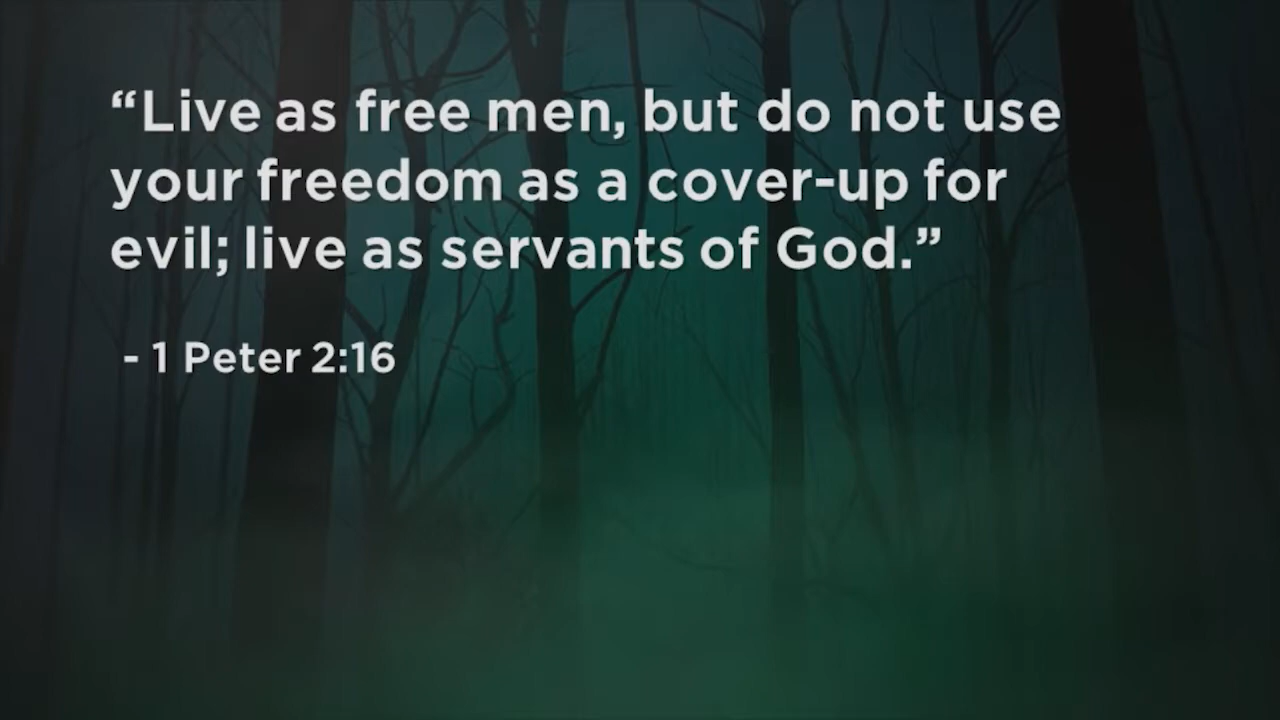 “Live as free men, but do not use
your freedom as a cover-up for
evil; live as servants of God.”
- 1 Peter 2:16